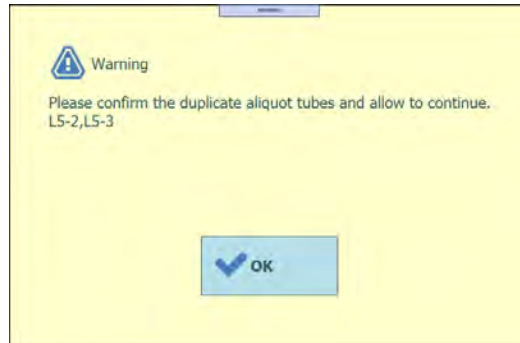 Warning
Please confirm the duplicate aliquot tubes and allow to continue.
L5-2,L5-3
OK